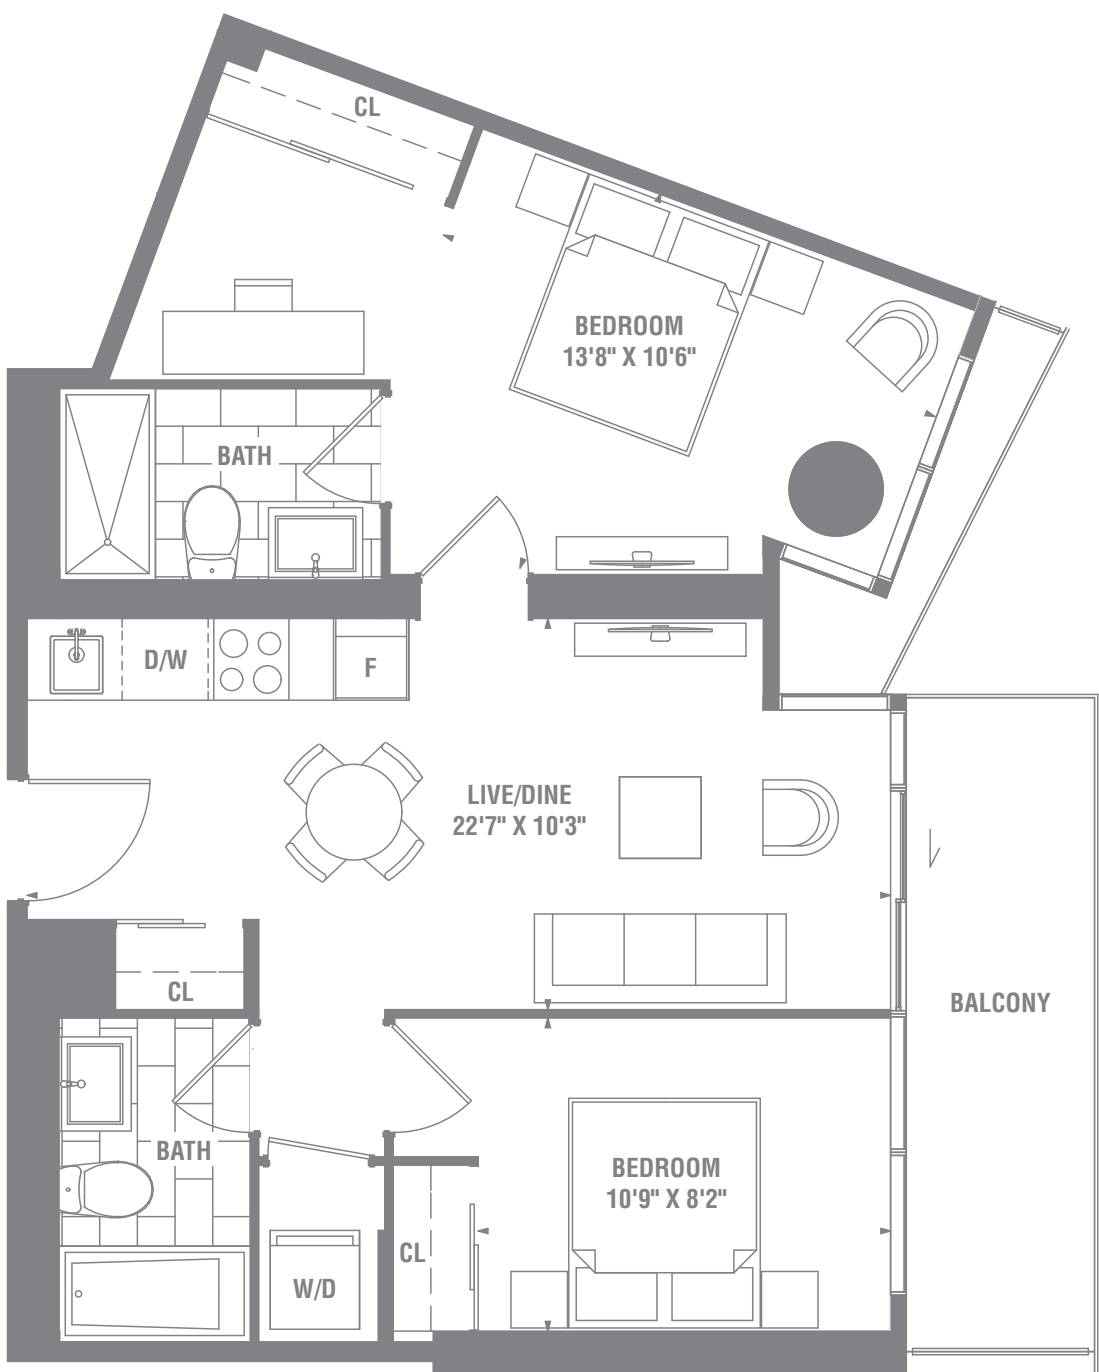 CL
BEDROOM
13'8" X 10'6"
BATH
D/W
F
LIVE/DINE
22'7" X 10'3"
CL
BALCONY
BATH
BEDROOM
10'9" X 8'2"
CL
W/D